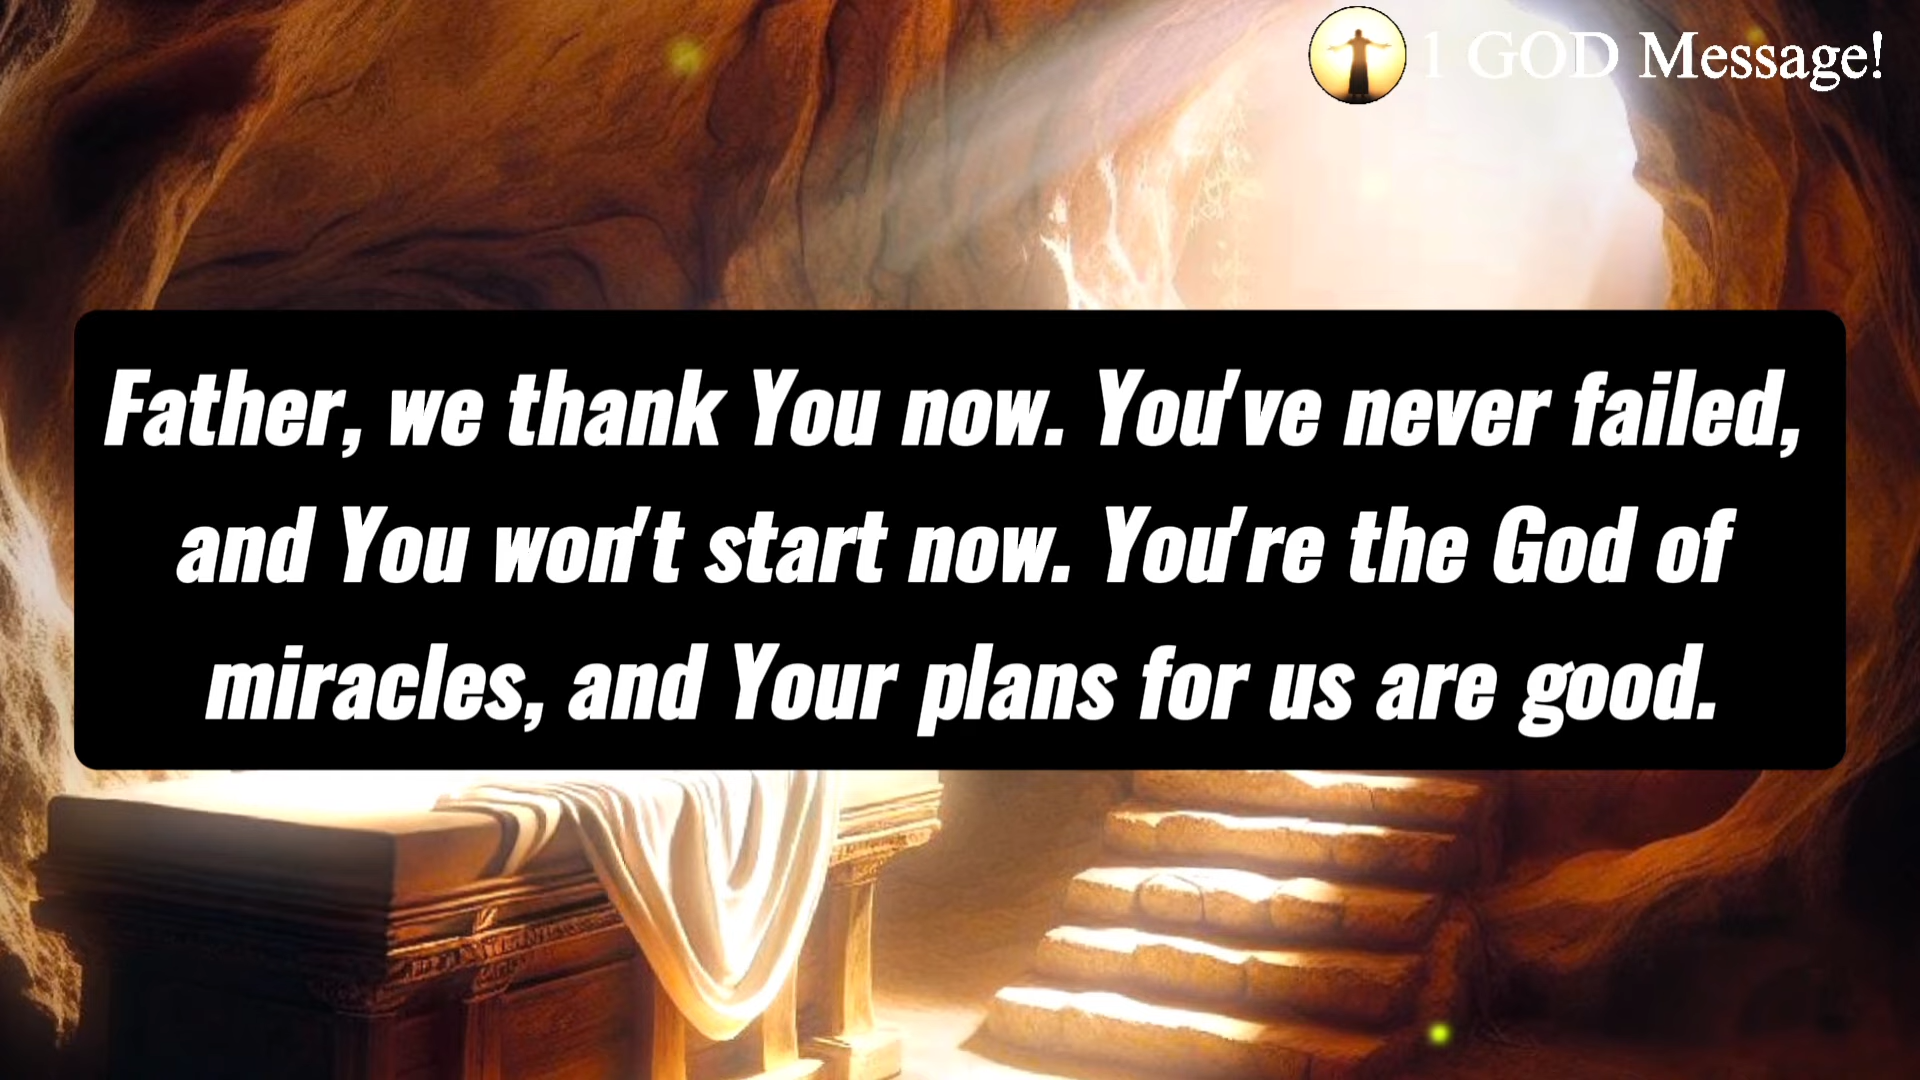 1 GOD Message!
Father, we thank You now. You've never failed,
and You won't start now. You're the God of
miracles, and Your plans for us are good.